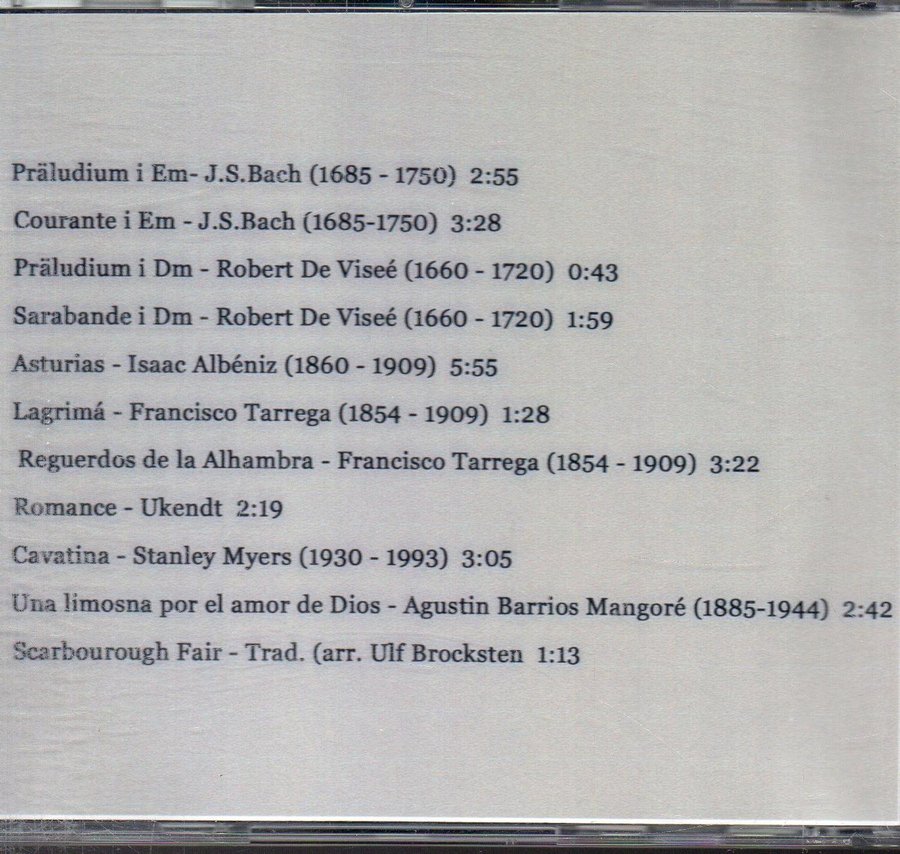 Präludium i Em- J.S.Bach (1685 - 1750) 2:55
Courante i Em - J.S.Bach (1685-1750) 3:28
Präludium i Dm - Robert De Viseé (1660 - 1720) 0:43
Sarabande i Dm - Robert De Viseé (1660 - 1720) 1:59
Asturias - Isaac Albéniz (1860 - 1909) 5:55
Lagrimá - Francisco Tarrega (1854 - 1909) 1:28
Reguerdos de la Alhambra - Francisco Tarrega (1854 - 1909) 3:22
Romance - Ukendt 2:19
Cavatina - Stanley Myers (1930 - 1993) 3:05
Una limosna por el amor de Dios - Agustin Barrios Mangoré (1885-1944) 2:42
Scarbourough Fair - Trad. (arr. Ulf Brocksten 1:13